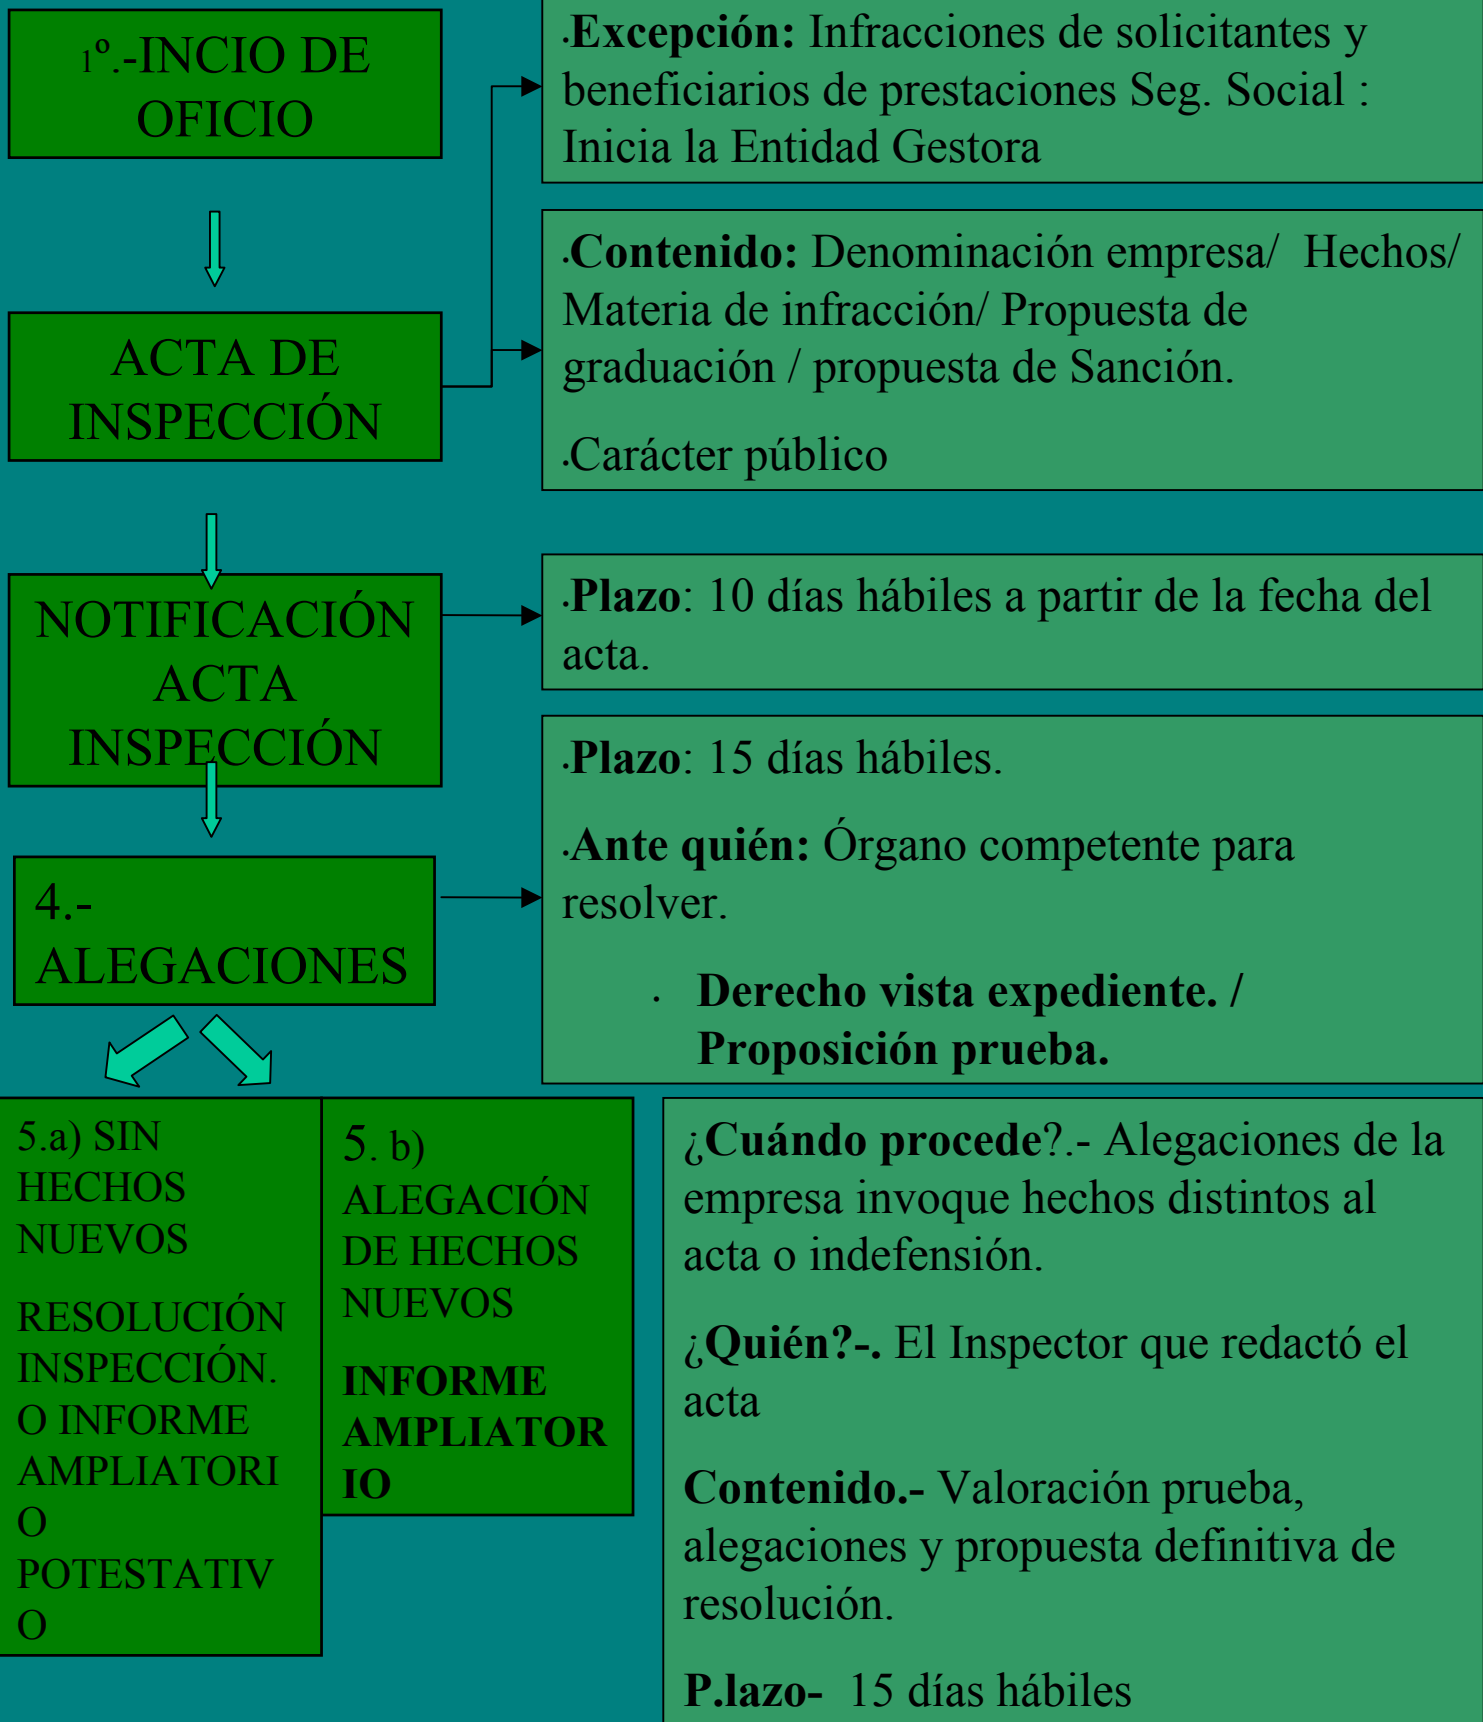 1º.-INCIO DE
OFICIO
.Excepción: Infracciones de solicitantes y
beneficiarios de prestaciones Seg. Social :
Inicia la Entidad Gestora
ACTA DE
INSPECCIÓN
.Contenido: Denominación empresa/ Hechos/
Materia de infracción/ Propuesta de
graduación / propuesta de Sanción.
.Carácter público
NOTIFICACIÓN
ACTA
INSPECCIÓN
.Plazo: 10 días hábiles a partir de la fecha del
acta.
4.-
ALEGACIONES
.Plazo: 15 días hábiles.
.Ante quién: Órgano competente para
resolver.
. Derecho vista expediente. /
Proposición prueba.
5.a) SIN
HECHOS
NUEVOS
RESOLUCIÓN
INSPECCIÓN.
O INFORME
AMPLIATORI
O
POTESTATIV
O
5. b)
ALEGACIÓN
DE HECHOS
NUEVOS
INFORME
AMPLIATOR
IO
¿Cuándo procede?.- Alegaciones de la
empresa invoque hechos distintos al
acta o indefensión.
¿Quién?-. El Inspector que redactó el
acta
Contenido.- Valoración prueba,
alegaciones y propuesta definitiva de
resolución.
P.lazo- 15 días hábiles